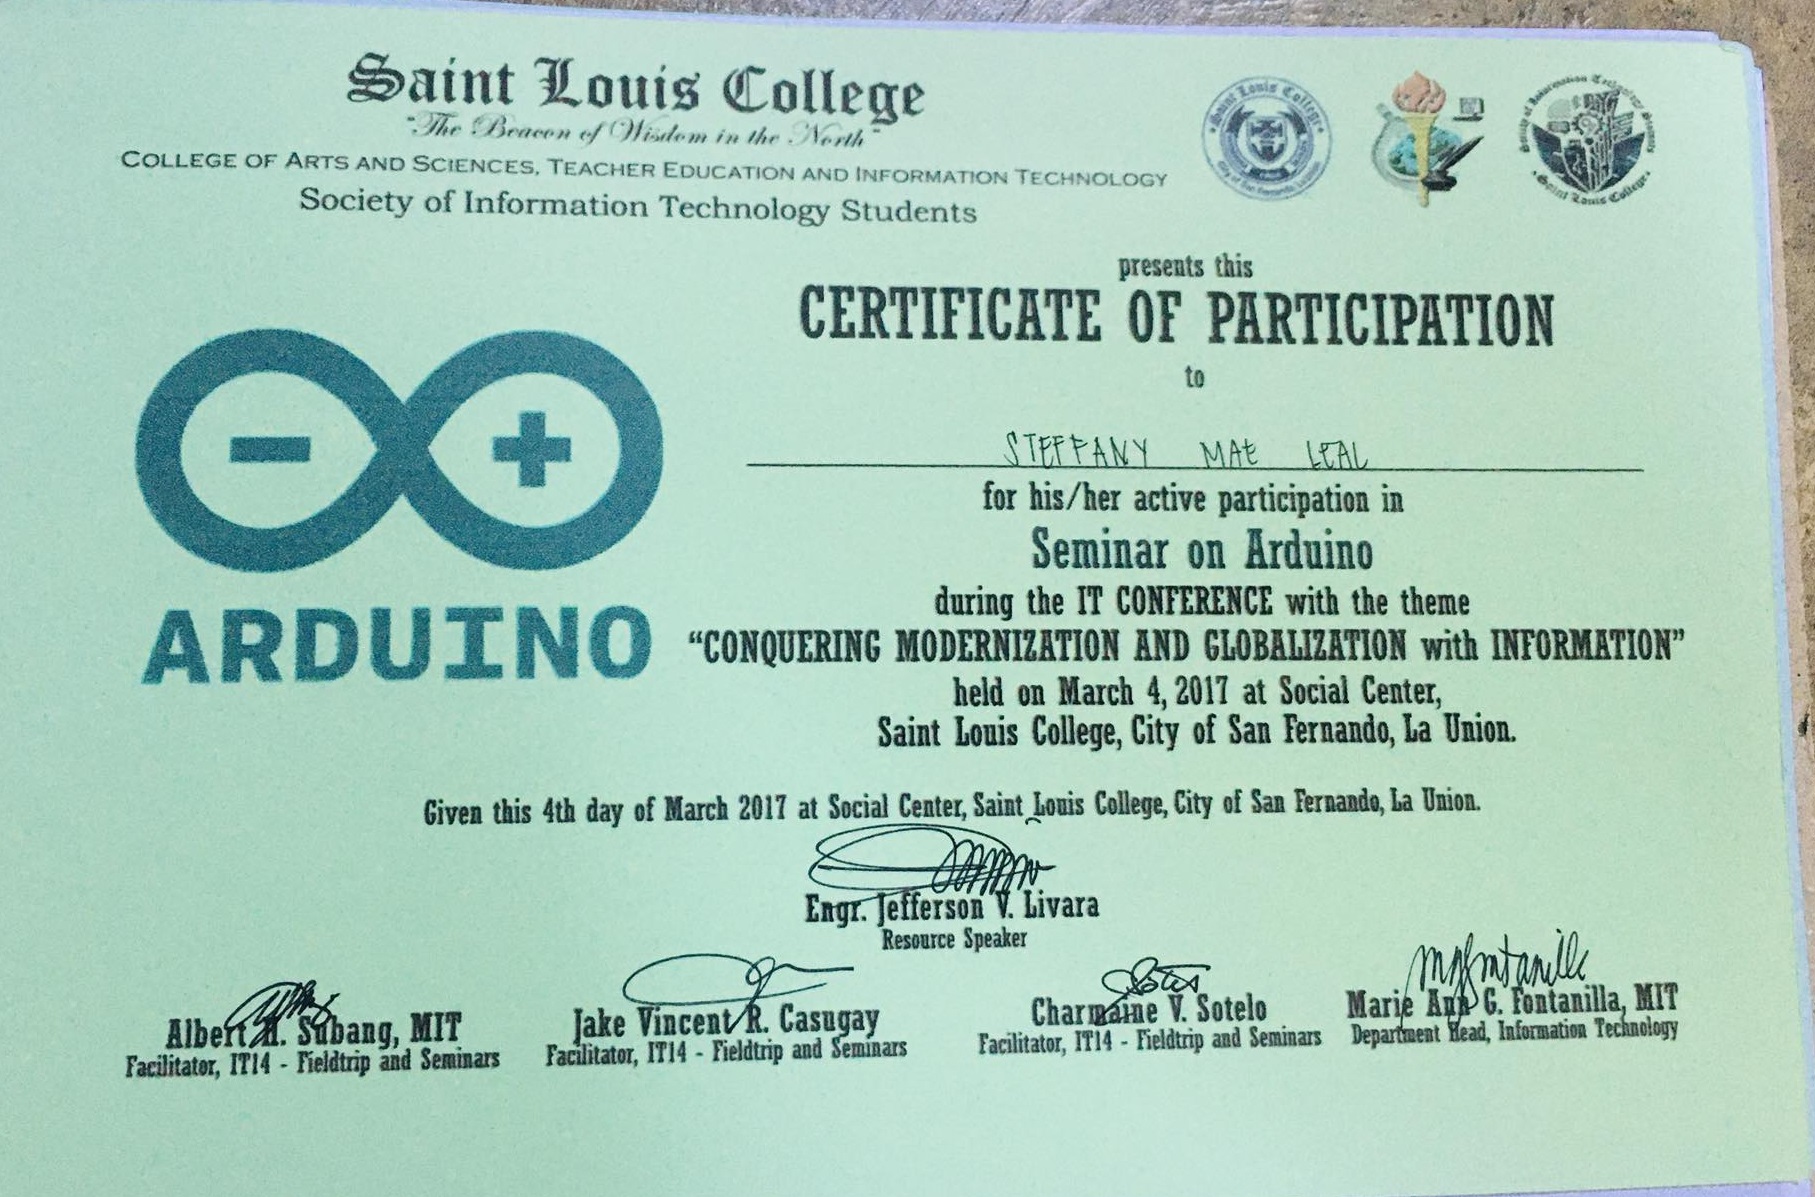 Saint Louis College
"The Beacon of Wisdom in the North"
COLLEGE OF ARTS AND SCIENCES, TEACHER EDUCATION AND INFORMATION TECHNOLOGY
Society of Information Technology Students
Saint Louis College
Saint Louis College
presents this
CERTIFICATE OF PARTICIPATION
to
STEFFANY MAE LEAL
for his/her active participation in
Seminar on Arduino
during the IT CONFERENCE with the theme
"CONQUERING MODERNIZATION AND GLOBALIZATION with INFORMATION"
held on March 4, 2017 at Social Center,
Saint Louis College, City of San Fernando, La Union.
ARDUINO
Given this 4th day of March 2017 at Social Center, Saint Louis College, City of San Fernando, La Union.
Engr. Jefferson V. Livara
Resource Speaker
Albert Subang, MIT
Facilitator, IT14 - Fieldtrip and Seminars
Jake Vincent R. Casugay
Facilitator, IT14 - Fieldtrip and Seminars
Charmaine V. Sotelo
Facilitator, IT14 - Fieldtrip and Seminars
Marie Ann G. Fontanilla, MIT
Department Head, Information Technology